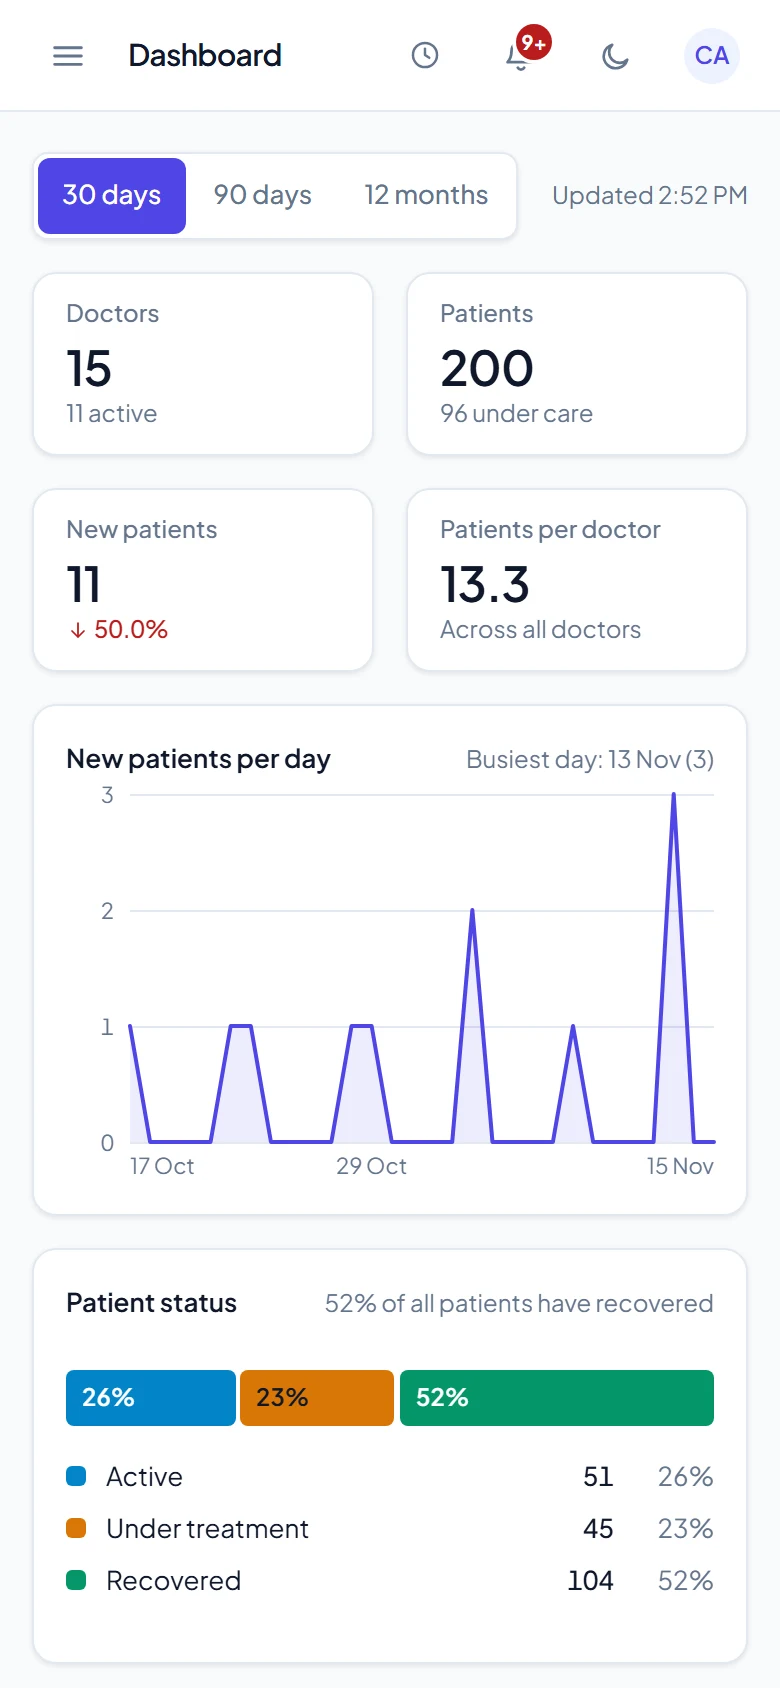 Dashboard
9+
CA
30 days
90 days
12 months
Updated 2:52 PM
Doctors
15
11 active
Patients
200
96 under care
New patients
11
↓ 50.0%
Patients per doctor
13.3
Across all doctors
New patients per day
Busiest day: 13 Nov (3)
3
2
1
0
17 Oct
29 Oct
15 Nov
Patient status
52% of all patients have recovered
26%
23%
52%
Active 51 26%
Under treatment 45 23%
Recovered 104 52%